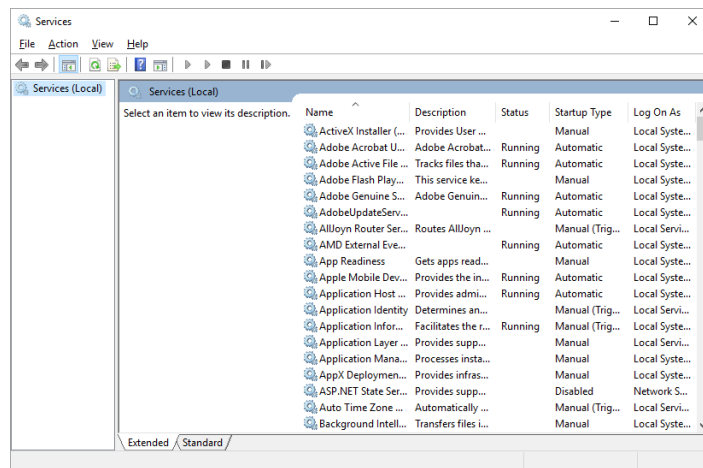 Services
File Action View Help
Services (Local)
Services (Local)
Select an item to view its description.
Name Description Status Startup Type Log On As
ActiveX Installer (... Provides User ... Manual Local Syste...
Adobe Acrobat U... Adobe Acrobat... Running Automatic Local Syste...
Adobe Active File ... Tracks files tha... Running Automatic Local Syste...
Adobe Flash Play... This service ke... Manual Local Syste...
Adobe Genuine S... Adobe Genuin... Running Automatic Local Syste...
AdobeUpdateServ... Running Automatic Local Syste...
AllJoyn Router Ser... Routes AllJoyn ... Manual (Trig... Local Servi...
AMD External Eve... Running Automatic Local Syste...
App Readiness Gets apps read... Manual Local Syste...
Apple Mobile Dev... Provides the in... Running Automatic Local Syste...
Application Host ... Provides admi... Running Automatic Local Syste...
Application Identity Determines an... Manual (Trig... Local Servi...
Application Infor... Facilitates the r... Running Manual (Trig... Local Syste...
Application Layer ... Provides supp... Manual Local Servi...
Application Mana... Processes insta... Manual Local Syste...
AppX Deploymen... Provides infras... Manual Local Syste...
ASP.NET State Ser... Provides supp... Disabled Network S...
Auto Time Zone ... Automatically ... Manual (Trig... Local Servi...
Background Intell... Transfers files i... Manual Local Syste...
Extended Standard